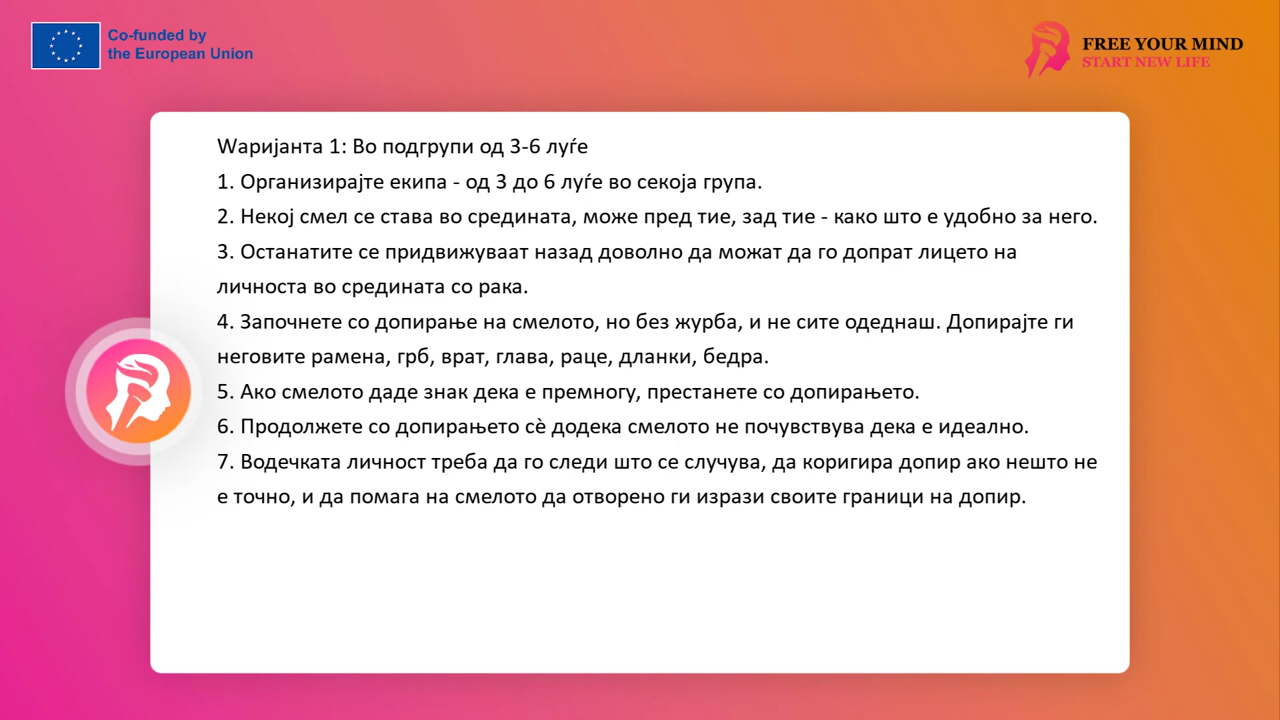 Co-funded by
the European Union
FREE YOUR MIND
START NEW LIFE
Wаријанта 1: Во подгрупи од 3-6 луѓе
1. Организирајте екипа - од 3 до 6 луѓе во секоја група.
2. Некој смел се става во средината, може пред тие, зад тие - како што е удобно за него.
3. Останатите се придвижуваат назад доволно да можат да го допрат лицето на
личноста во средината со рака.
4. Започнете со допирање на смелото, но без журба, и не сите одеднаш. Допирајте ги
неговите рамена, грб, врат, глава, раце, дланки, бедра.
5. Ако смелото даде знак дека е премногу, престанете со допирањето.
6. Продолжете со допирањето сѐ додека смелото не почувствува дека е идеално.
7. Водечката личност треба да го следи што се случува, да коригира допир ако нешто не
е точно, и да помага на смелото да отворено ги изрази своите граници на допир.